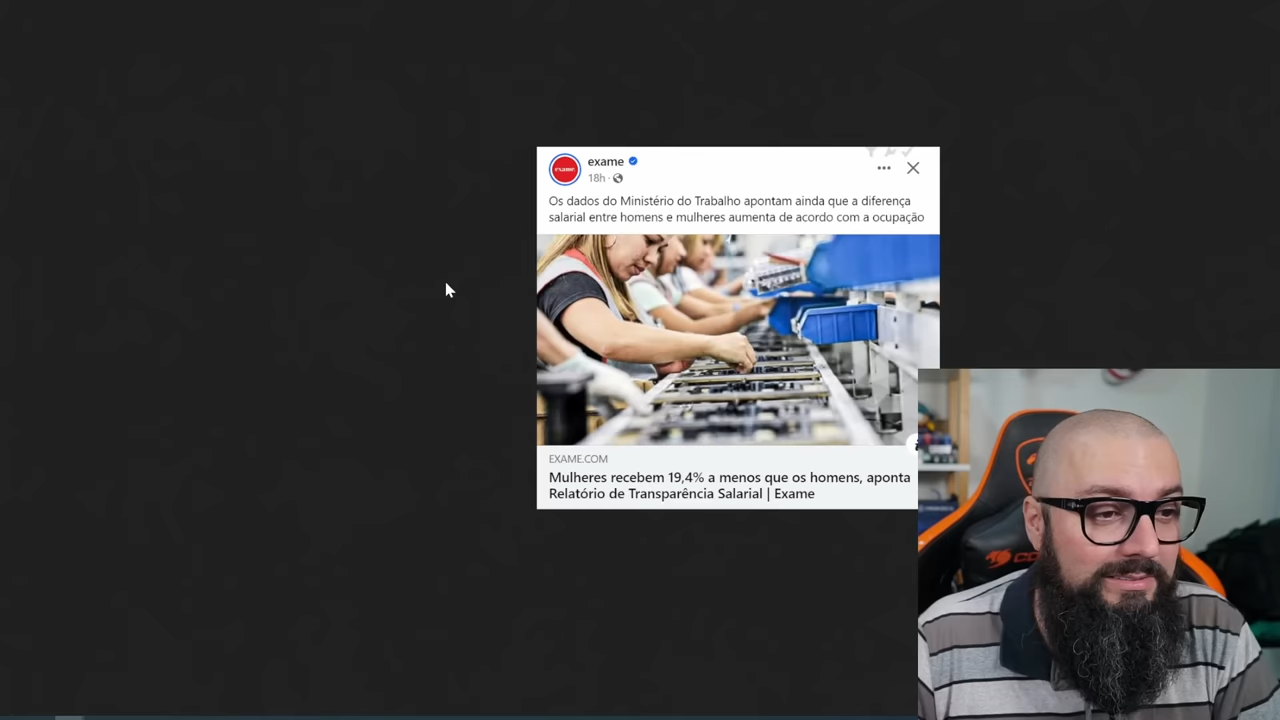 exame
18h ·
Os dados do Ministério do Trabalho apontam ainda que a diferença
salarial entre homens e mulheres aumenta de acordo com a ocupação
EXAME.COM
Mulheres recebem 19,4% a menos que os homens, aponta
Relatório de Transparência Salarial | Exame